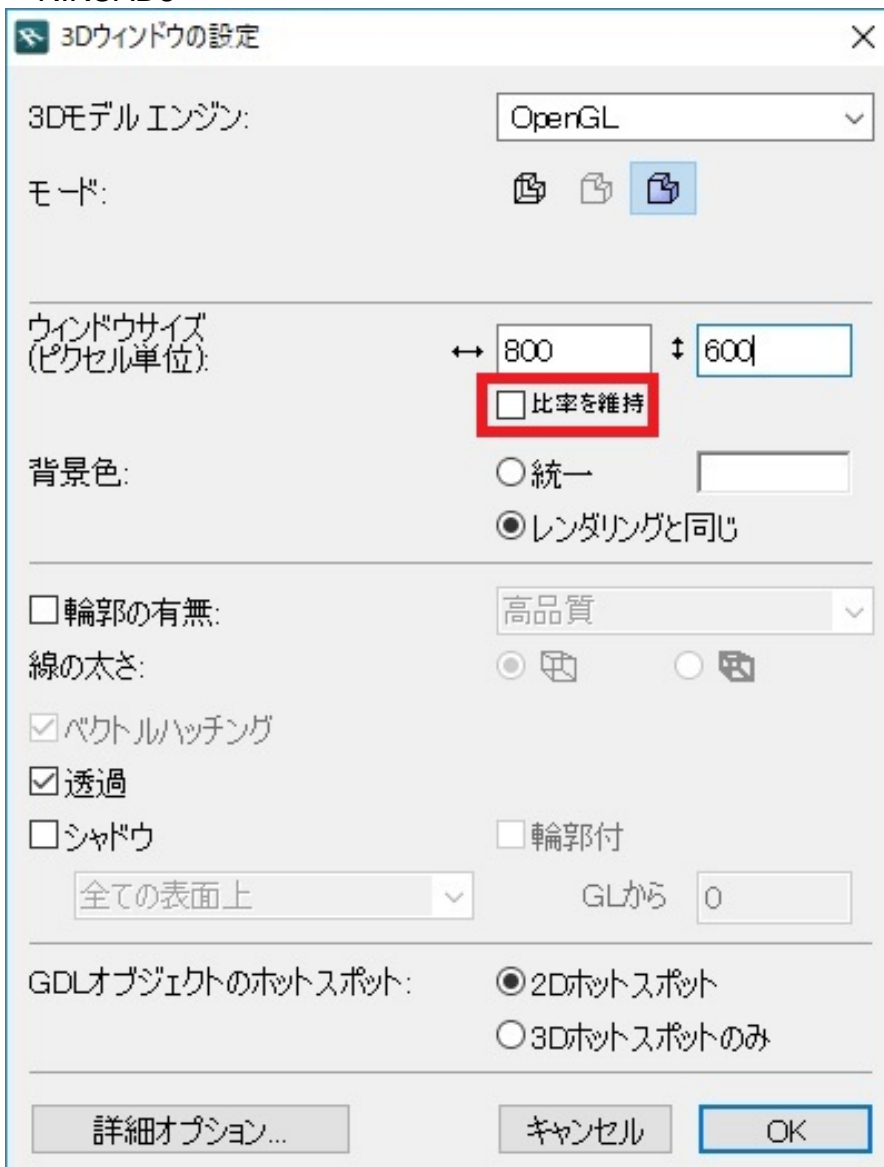 3Dウィンドウの設定
3Dモデル エンジン: OpenGL
モード:
ウィンドウサイズ
(ピクセル単位): 800 600
比率を維持
背景色: 統一
レンダリングと同じ
輪郭の有無: 高品質
線の太さ:
ベクトルハッチング
透過
シャドウ 輪郭付
全ての表面上 GLから 0
GDLオブジェクトのホットスポット: 2Dホットスポット
3Dホットスポットのみ
詳細オプション... キャンセル OK